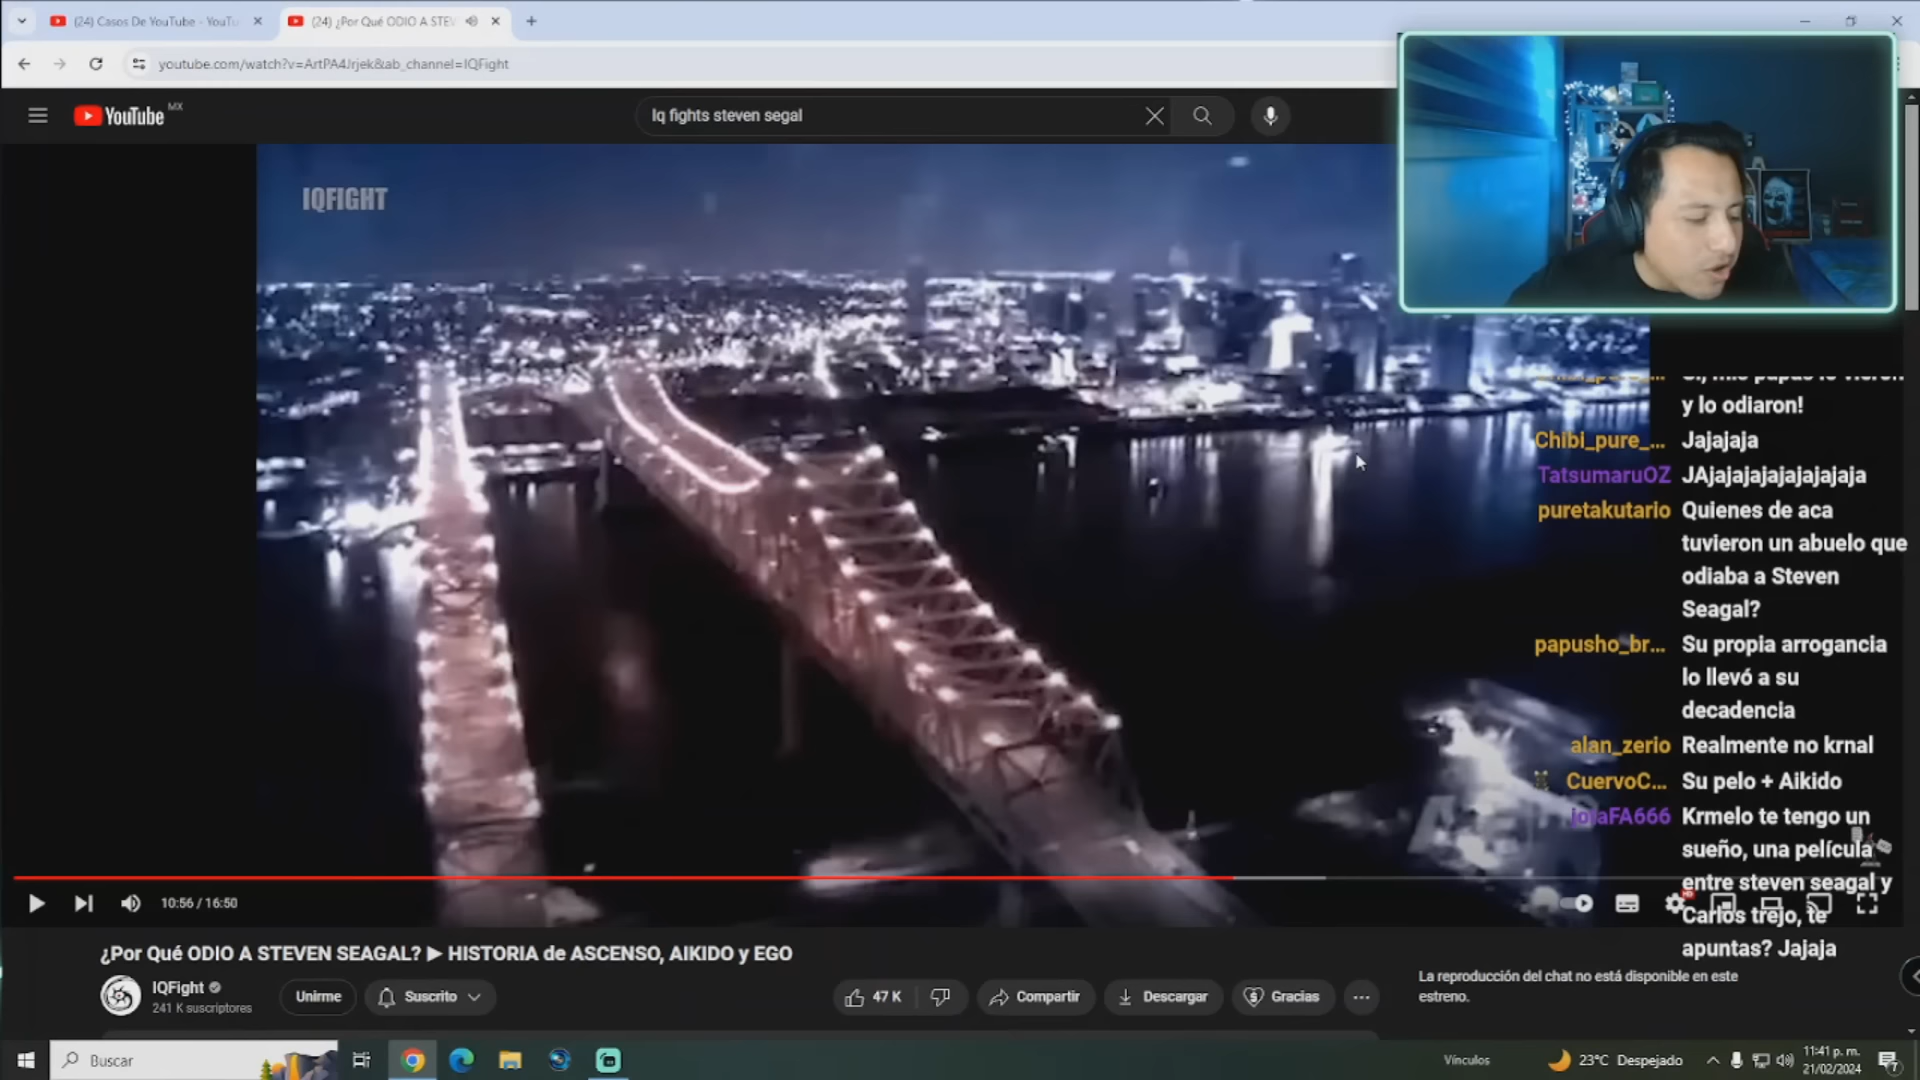 (24) Casos De YouTube - YouTu
(24) ¿Por Qué ODIO A STEV
youtube.com/watch?v=ArtPA4Jrjek&ab_channel=IQFight
YouTube MX
Iq fights steven segal
IQFIGHT
y lo odiaron!
Chibi_pure_... Jajajaja
TatsumaruOZ JAjajajajajajajaja
puretakutario Quienes de aca
tuvieron un abuelo que
odiaba a Steven
Seagal?
papusho_br... Su propia arrogancia
lo llevó a su
decadencia
alan_zerio Realmente no krnal
CuervoC... Su pelo + Aikido
jofaFA666 Krmelo te tengo un
sueño, una película
entre steven seagal y
Carlos trejo, te
apuntas? Jajaja
10:56 / 16:50
¿Por Qué ODIO A STEVEN SEAGAL? ▶ HISTORIA de ASCENSO, AIKIDO y EGO
IQFight
241 K suscriptores
Unirme
Suscrito
47 K
Compartir
Descargar
Gracias
La reproducción del chat no está disponible en este
estreno.
Buscar
Vínculos
23°C Despejado
11:41 p. m.
21/02/2024